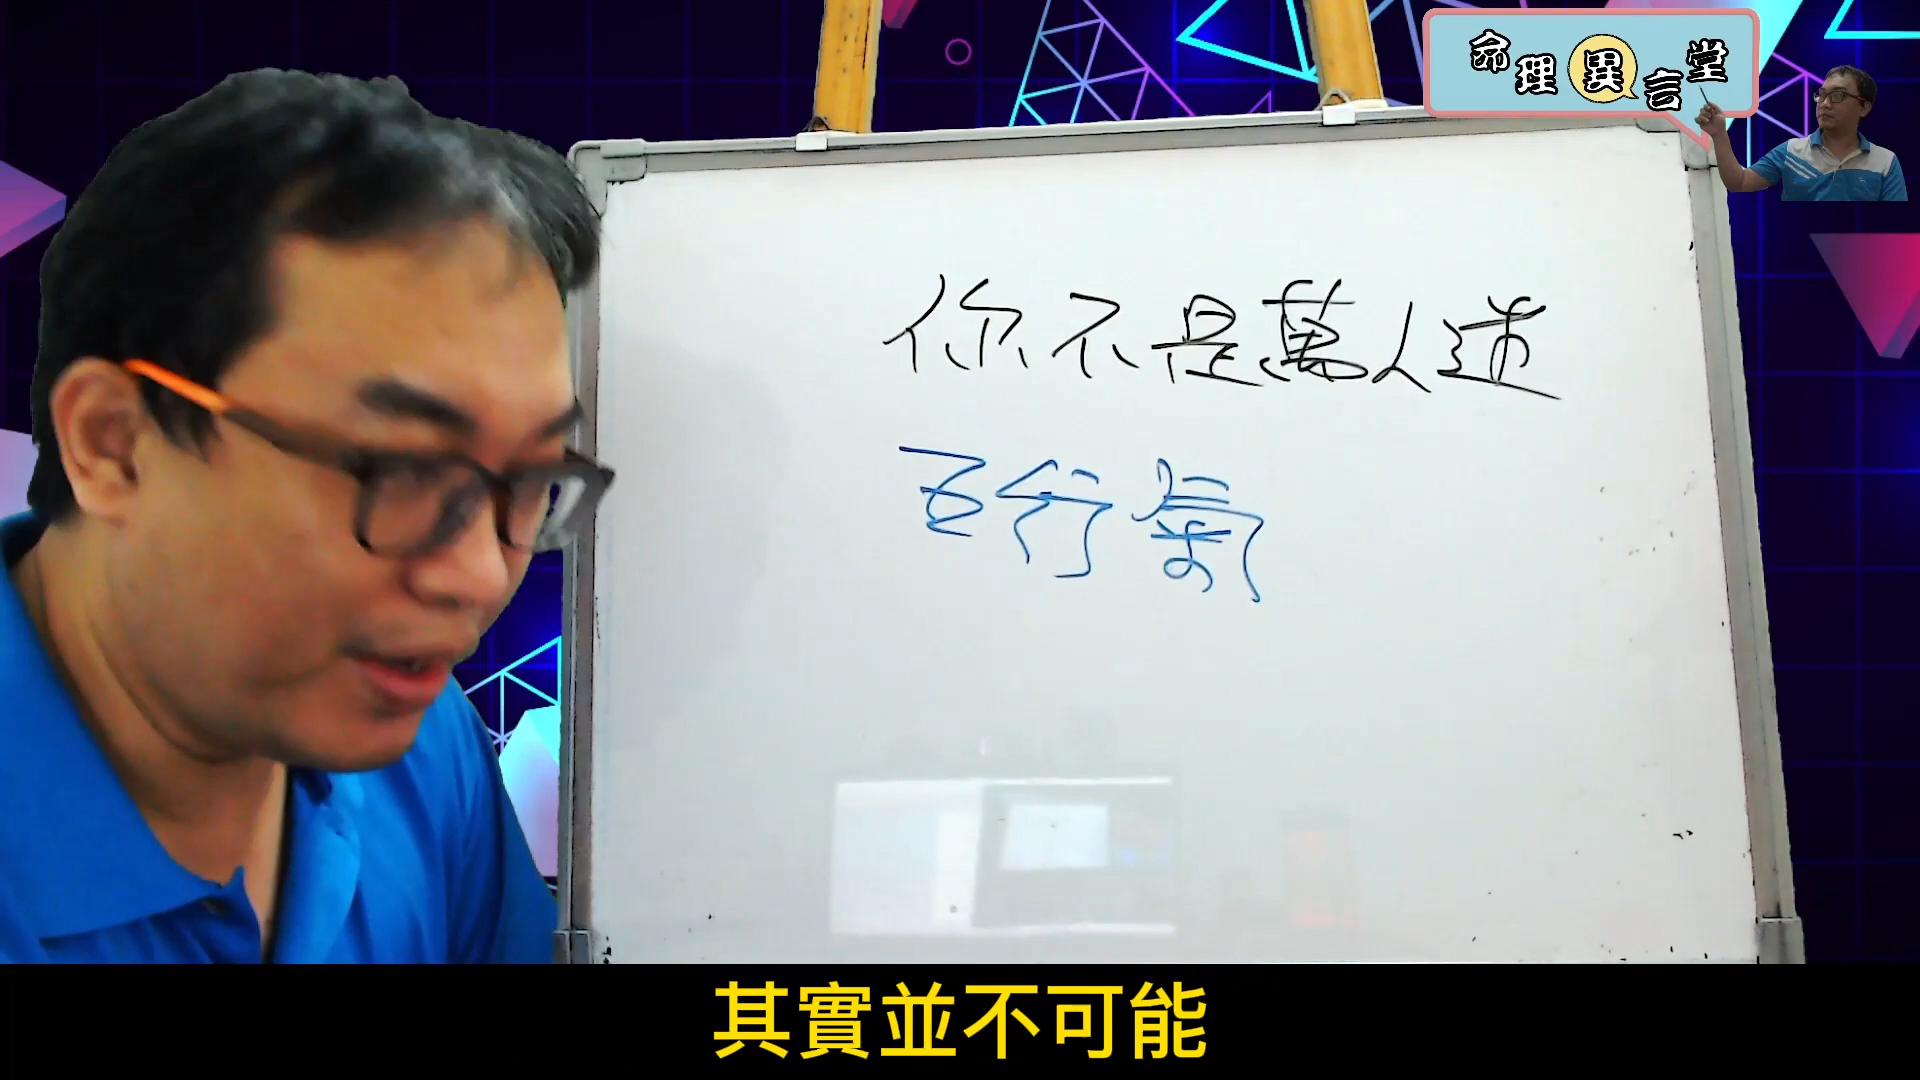 命理異言堂
你不是萬人迷
五行氣
其實並不可能